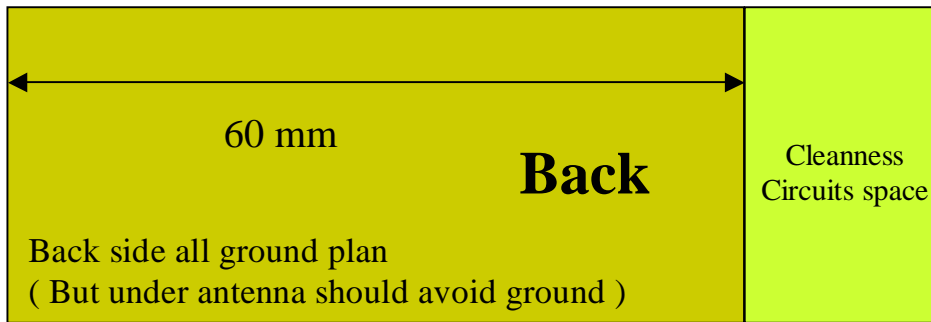 60 mm
Back
Cleanness
Circuits space
Back side all ground plan
( But under antenna should avoid ground )